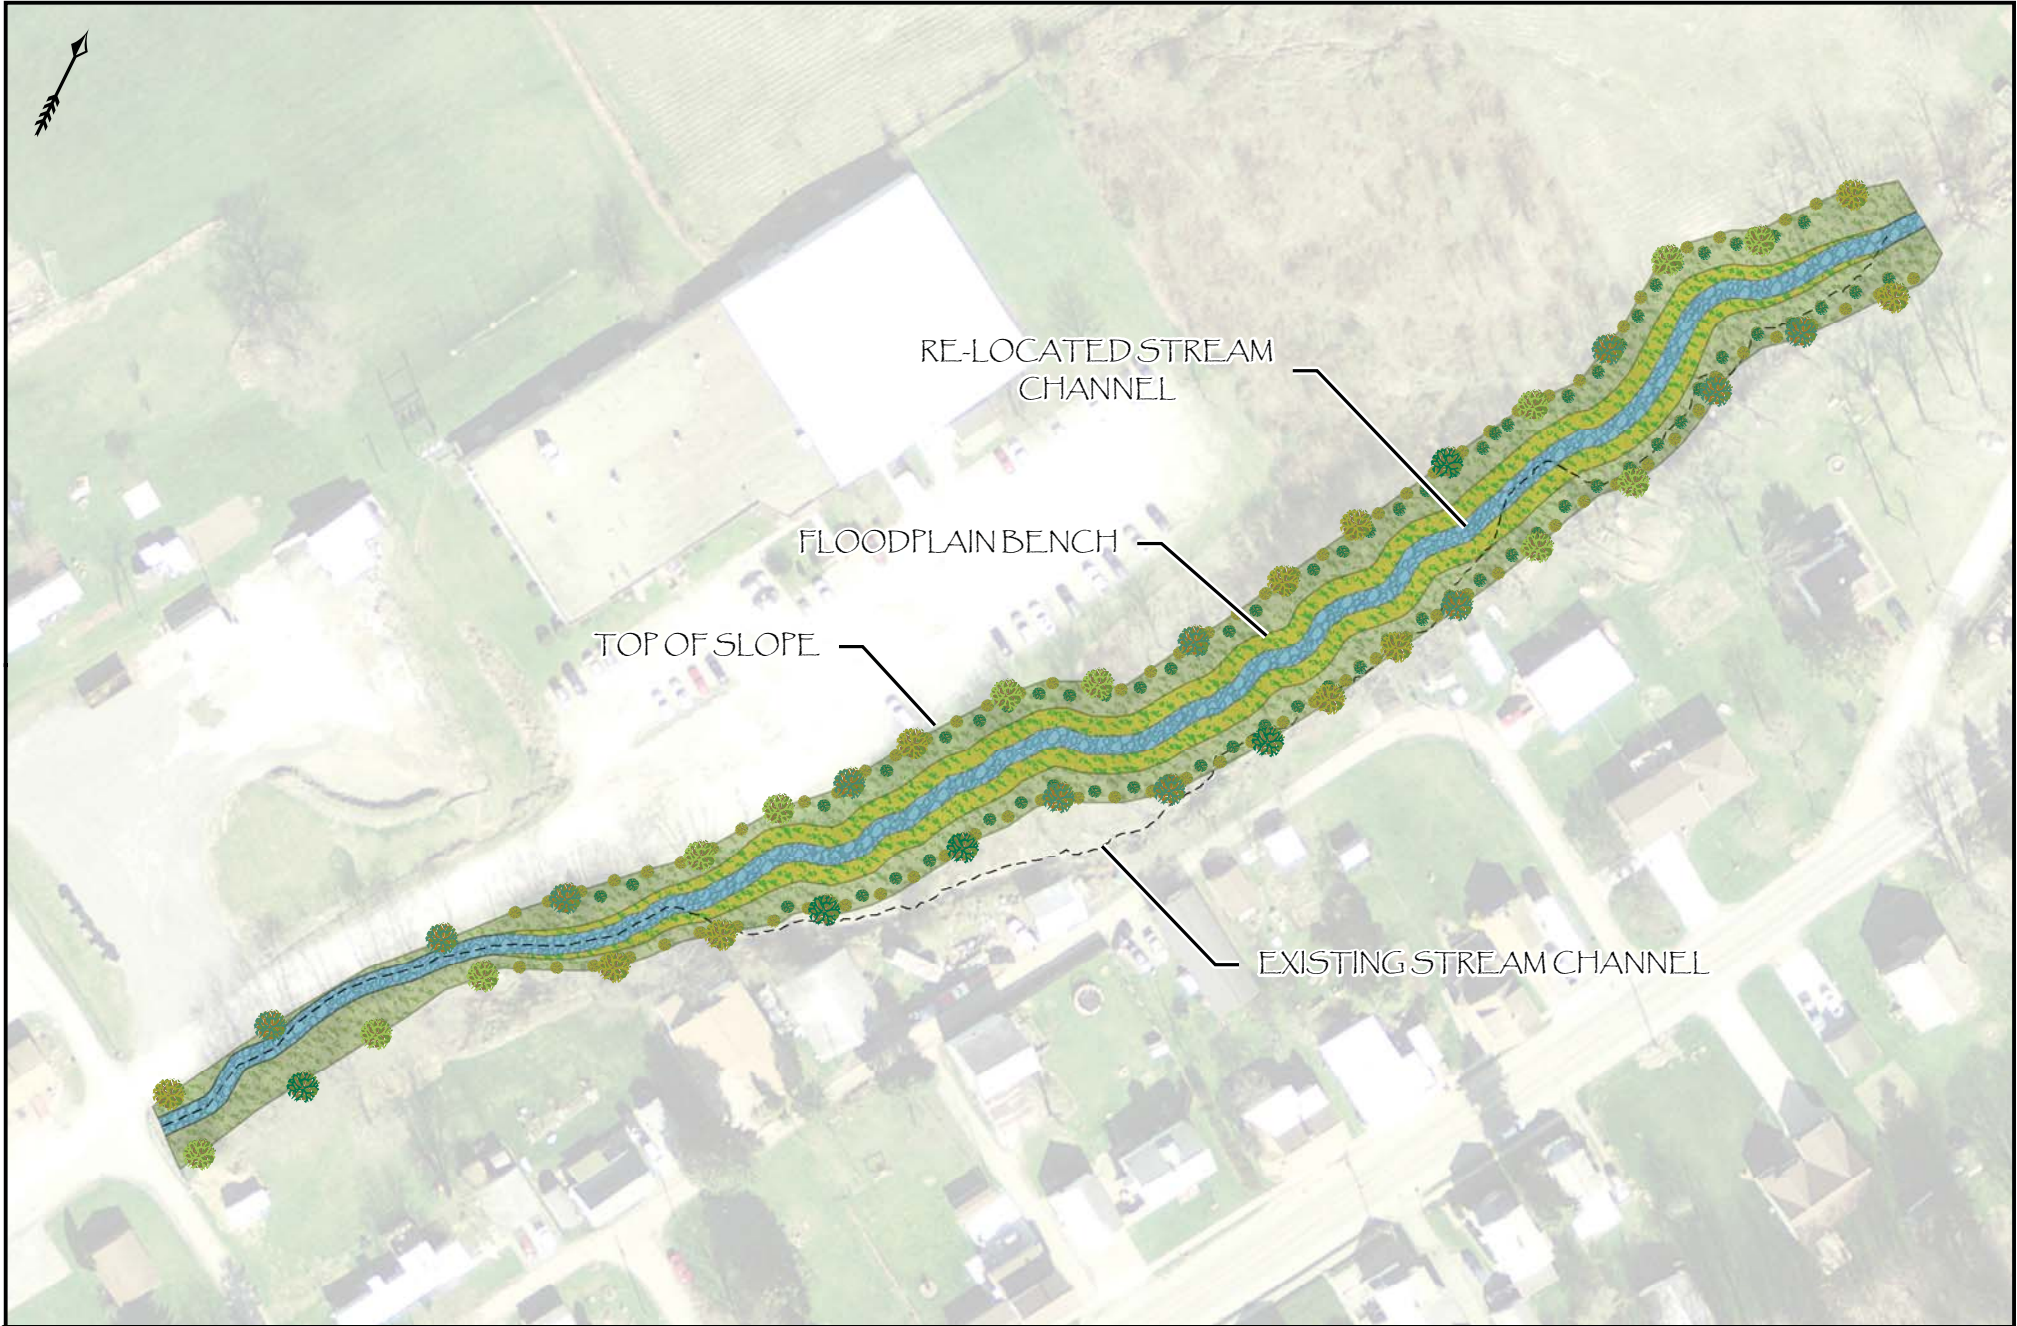 RE-LOCATED STREAM
CHANNEL
FLOODPLAIN BENCH
TOP OF SLOPE
EXISTING STREAM CHANNEL